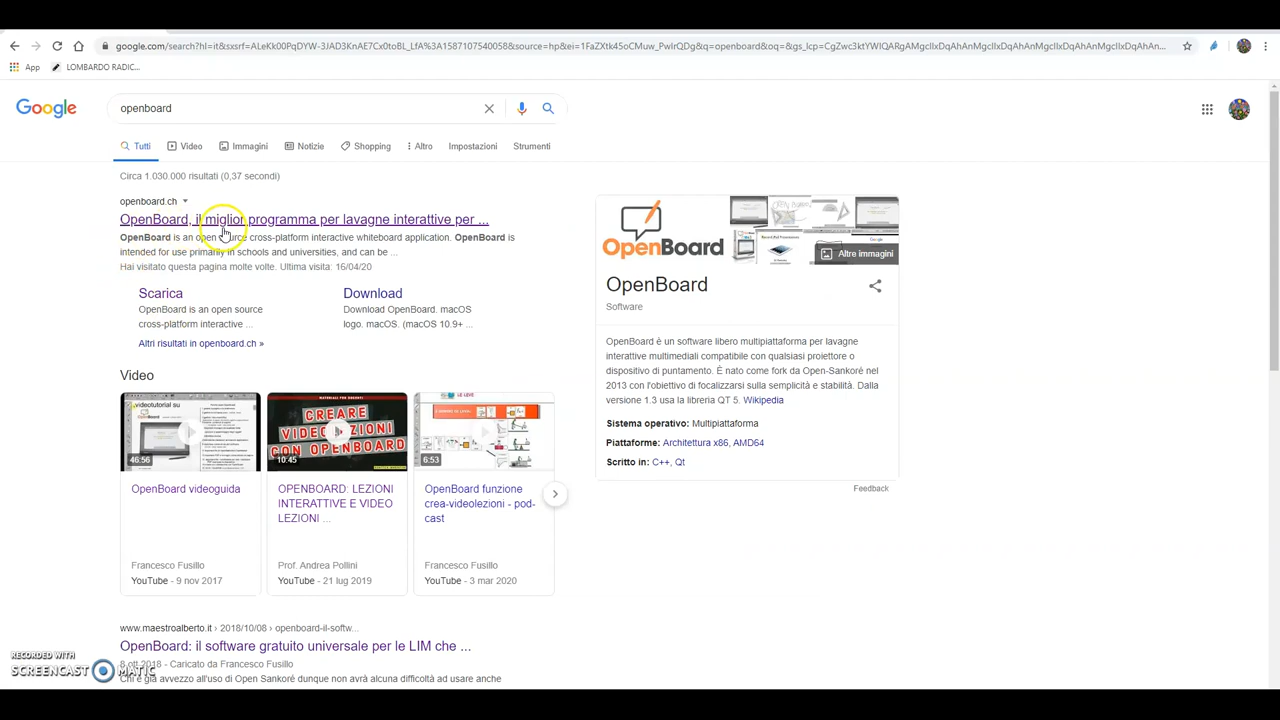 google.com/search?hl=it&sxsrf=ALeKk00PqDYW-3JAD3KnAE7Cx0toBL_LfA%3A1587107540058&source=hp&ei=1FaZXtk45oCMuw_PwIrQDg&q=openboard&oq=&gs_lcp=CgZwc3ktYWIQARgAMgcIIxDqAhAnMgcIIxDqAhAnMgcIIxDqAhAnMgcIIxDqAhAnMgcIIxDqAhAn...
App LOMBARDO RADIC...
Google
openboard
Tutti Video Immagini Notizie Shopping Altro Impostazioni Strumenti
Circa 1.030.000 risultati (0,37 secondi)
openboard.ch
OpenBoard, il miglior programma per lavagne interattive per ...
OpenBoard is an open source cross-platform interactive whiteboard application. OpenBoard is
intended for use primarily in schools and universities, and can be ...
Hai visitato questa pagina molte volte. Ultima visita: 16/04/20
Scarica
OpenBoard is an open source
cross-platform interactive ...
Download
Download OpenBoard. macOS
logo. macOS. (macOS 10.9+ ...
Altri risultati in openboard.ch »
Video
videotutorial su
46:56
OpenBoard videoguida
Francesco Fusillo
YouTube - 9 nov 2017
CREARE
VIDEOLEZIONI
CON OPENBOARD
10:45
OPENBOARD: LEZIONI
INTERATTIVE E VIDEO
LEZIONI ...
Prof. Andrea Pollini
YouTube - 21 lug 2019
LE LEVE
6:53
OpenBoard funzione
crea-videolezioni - pod-
cast
Francesco Fusillo
YouTube - 3 mar 2020
www.maestroalberto.it › 2018/10/08 › openboard-il-softw...
OpenBoard: il software gratuito universale per le LIM che ...
8 ott 2018 - Caricato da Francesco Fusillo
Chi è già avvezzo all'uso di Open Sankoré dunque non avrà alcuna difficoltà ad usare anche
OpenBoard
Altre immagini
OpenBoard
Software
OpenBoard è un software libero multipiattaforma per lavagne
interattive multimediali compatibile con qualsiasi proiettore o
dispositivo di puntamento. È nato come fork da Open-Sankoré nel
2013 con l'obiettivo di focalizzarsi sulla semplicità e stabilità. Dalla
versione 1.3 usa la libreria QT 5. Wikipedia
Sistema operativo: Multipiattaforma
Piattaforme: Architettura x86, AMD64
Scritto in: C++, Qt
Feedback
RECORDED WITH
SCREENCAST MATIC